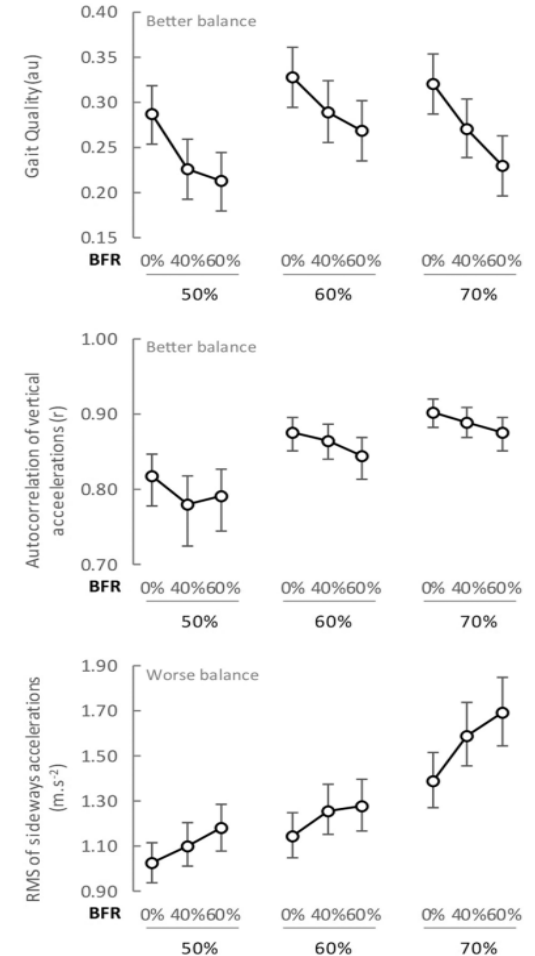 0.40
Better balance
0.35
0.30
0.25
0.20
0.15
Gait Quality (au)
BFR 0% 40%60% 0% 40%60% 0% 40%60%
50% 60% 70%
1.00
Better balance
0.90
0.80
0.70
Autocorrelation of vertical
acceelerations (r)
BFR 0% 40%60% 0% 40%60% 0% 40%60%
50% 60% 70%
1.90
Worse balance
1.70
1.50
1.30
1.10
0.90
RMS of sideways accelerations
(m.s-2)
BFR 0% 40%60% 0% 40%60% 0% 40%60%
50% 60% 70%